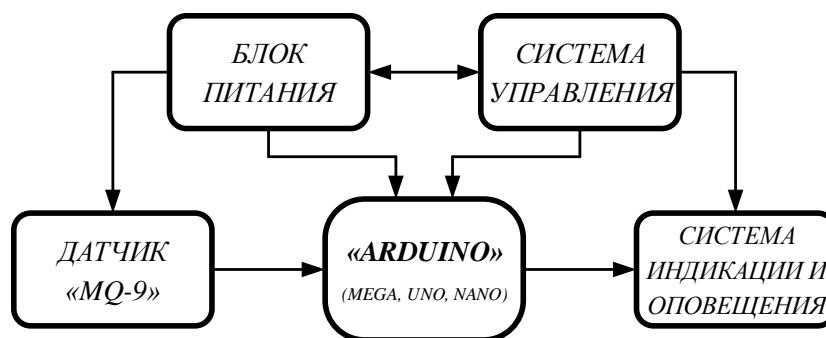 БЛОК
ПИТАНИЯ
СИСТЕМА
УПРАВЛЕНИЯ
ДАТЧИК
«MQ-9»
«ARDUINO»
(MEGA, UNO, NANO)
СИСТЕМА
ИНДИКАЦИИ И
ОПОВЕЩЕНИЯ